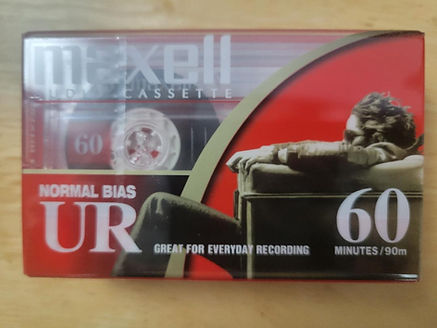 maxell
AUDIO CASSETTE
60
NORMAL BIAS
UR
GREAT FOR EVERYDAY RECORDING
60
MINUTES/90m